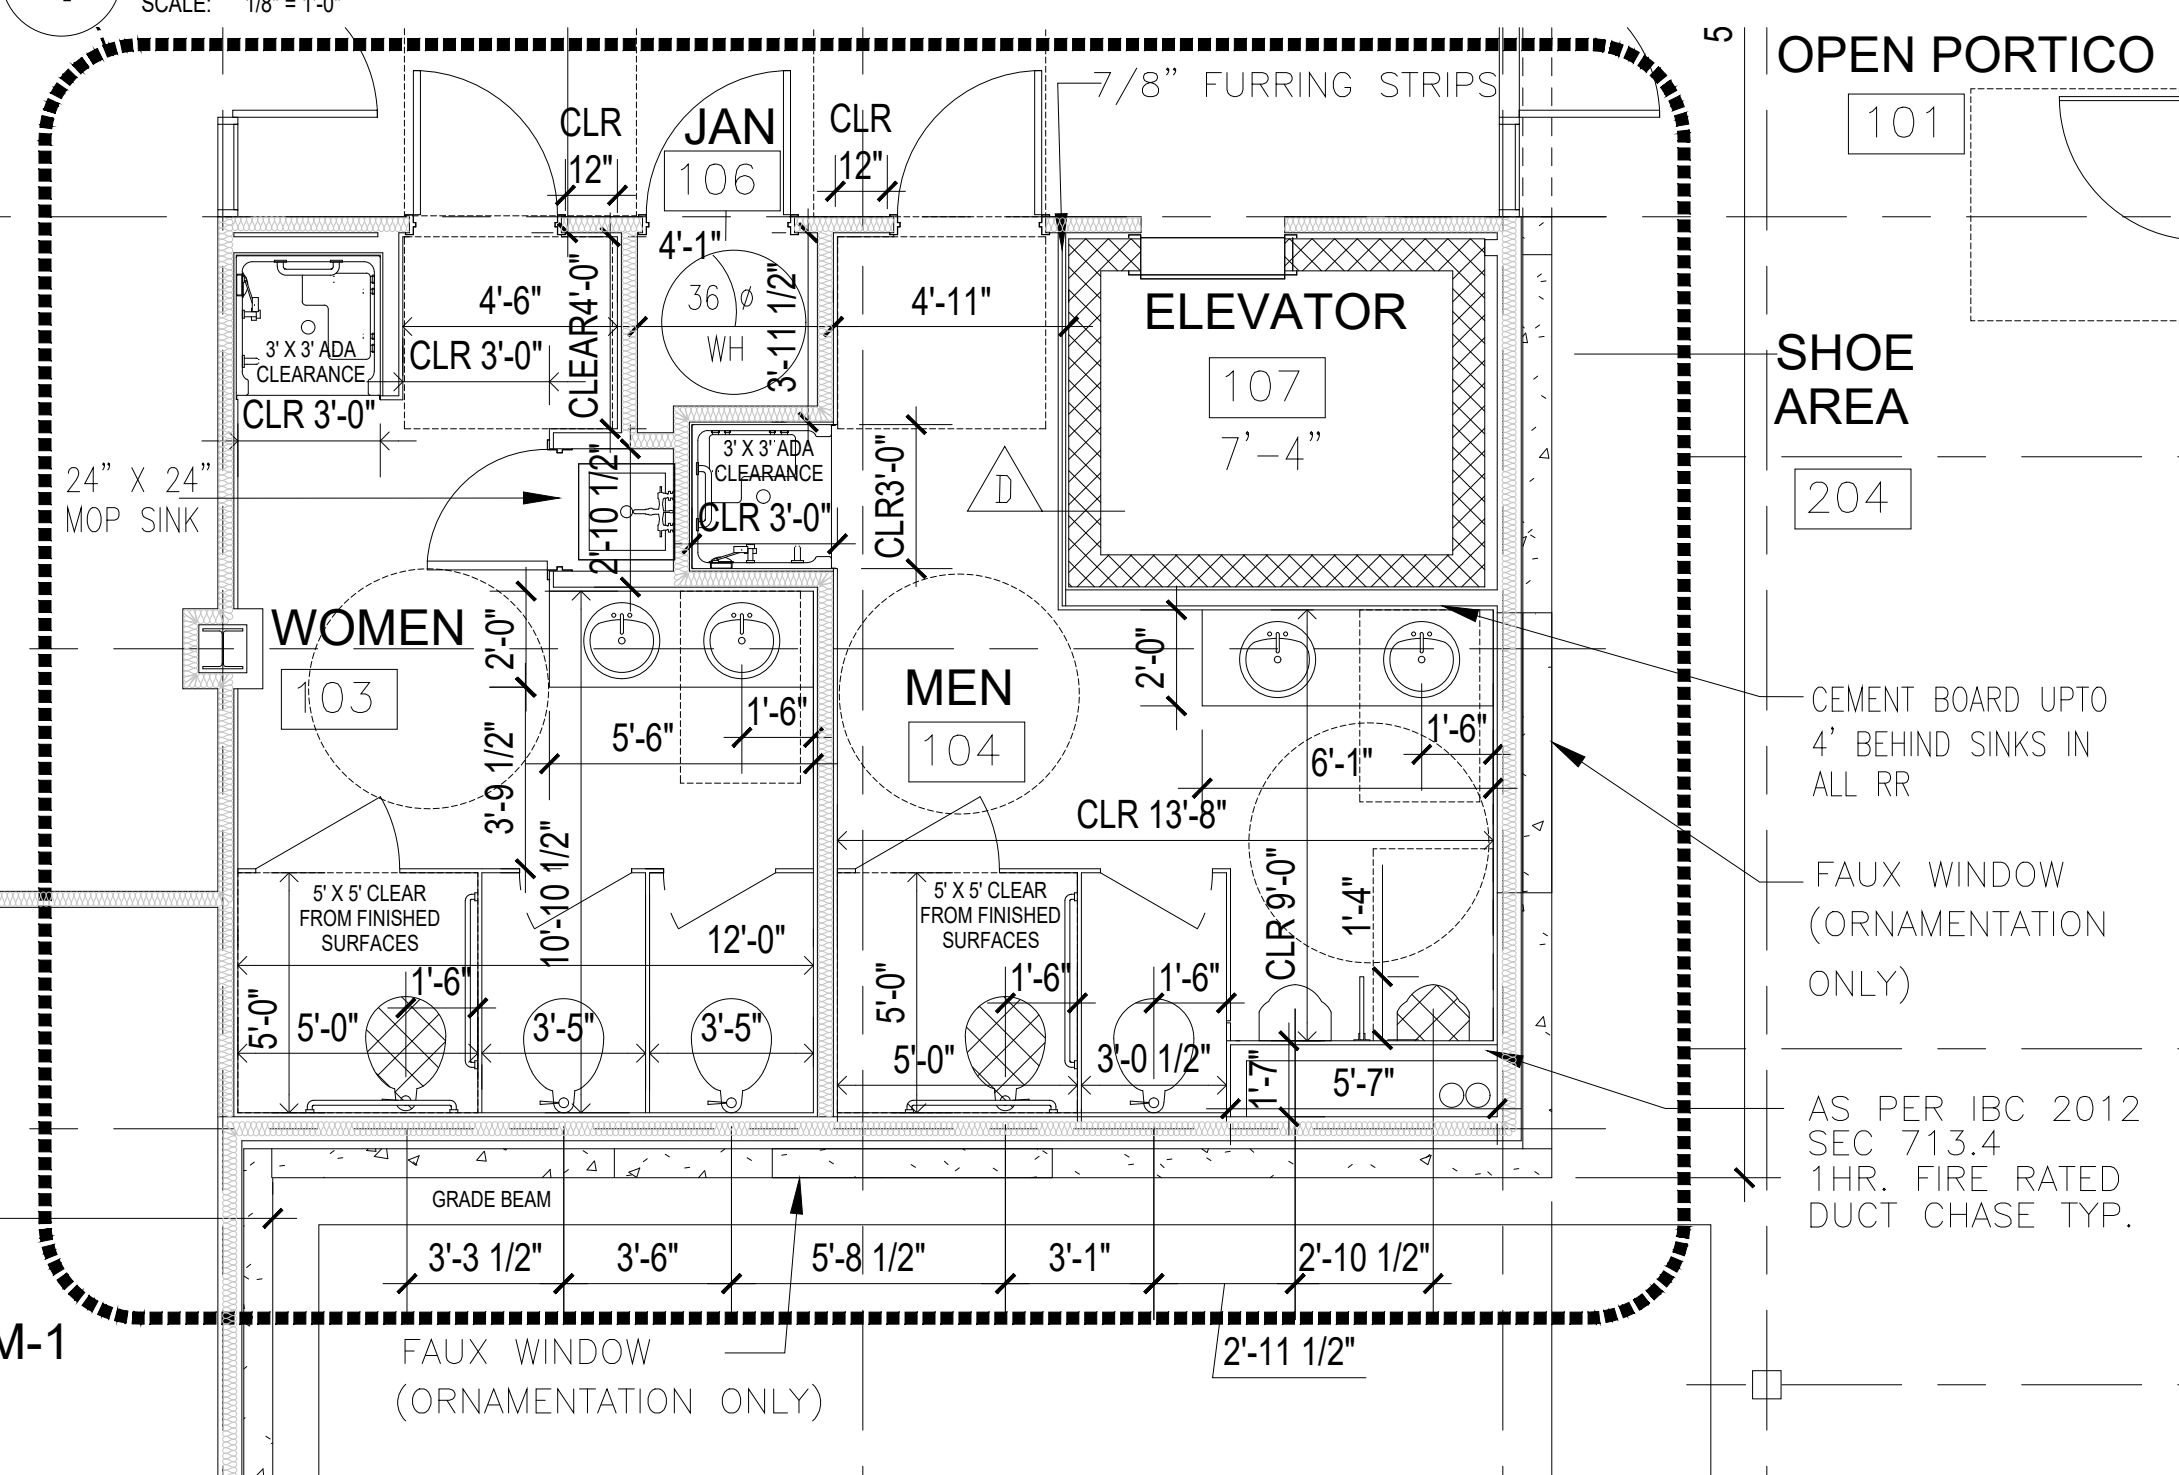 SCALE: 1/8" = 1'-0"
OPEN PORTICO
101
7/8" FURRING STRIPS
CLR
12"
JAN
106
CLR
12"
4'-1"
36 ø
WH
3'-11 1/2"
4'-6"
CLEAR4'-0"
4'-11"
ELEVATOR
107
7'-4"
SHOE
AREA
204
3' X 3' ADA
CLEARANCE
CLR 3'-0"
CLR 3'-0"
24" X 24"
MOP SINK
2'-10 1/2"
3' X 3' ADA
CLEARANCE
CLR 3'-0"
CLR3'-0"
D
WOMEN
103
2'-0"
3'-9 1/2"
5'-6"
1'-6"
MEN
104
2'-0"
1'-6"
6'-1"
CLR 13'-8"
CEMENT BOARD UPTO
4' BEHIND SINKS IN
ALL RR
FAUX WINDOW
(ORNAMENTATION
ONLY)
10'-10 1/2"
5' X 5' CLEAR
FROM FINISHED
SURFACES
12'-0"
5' X 5' CLEAR
FROM FINISHED
SURFACES
CLR 9'-0"
1'-4"
5'-0"
1'-6"
5'-0"
3'-5"
3'-5"
5'-0"
1'-6"
5'-0"
1'-6"
3'-0 1/2"
1'-7"
5'-7"
AS PER IBC 2012
SEC 713.4
1HR. FIRE RATED
DUCT CHASE TYP.
GRADE BEAM
3'-3 1/2"
3'-6"
5'-8 1/2"
3'-1"
2'-10 1/2"
2'-11 1/2"
M-1
FAUX WINDOW
(ORNAMENTATION ONLY)